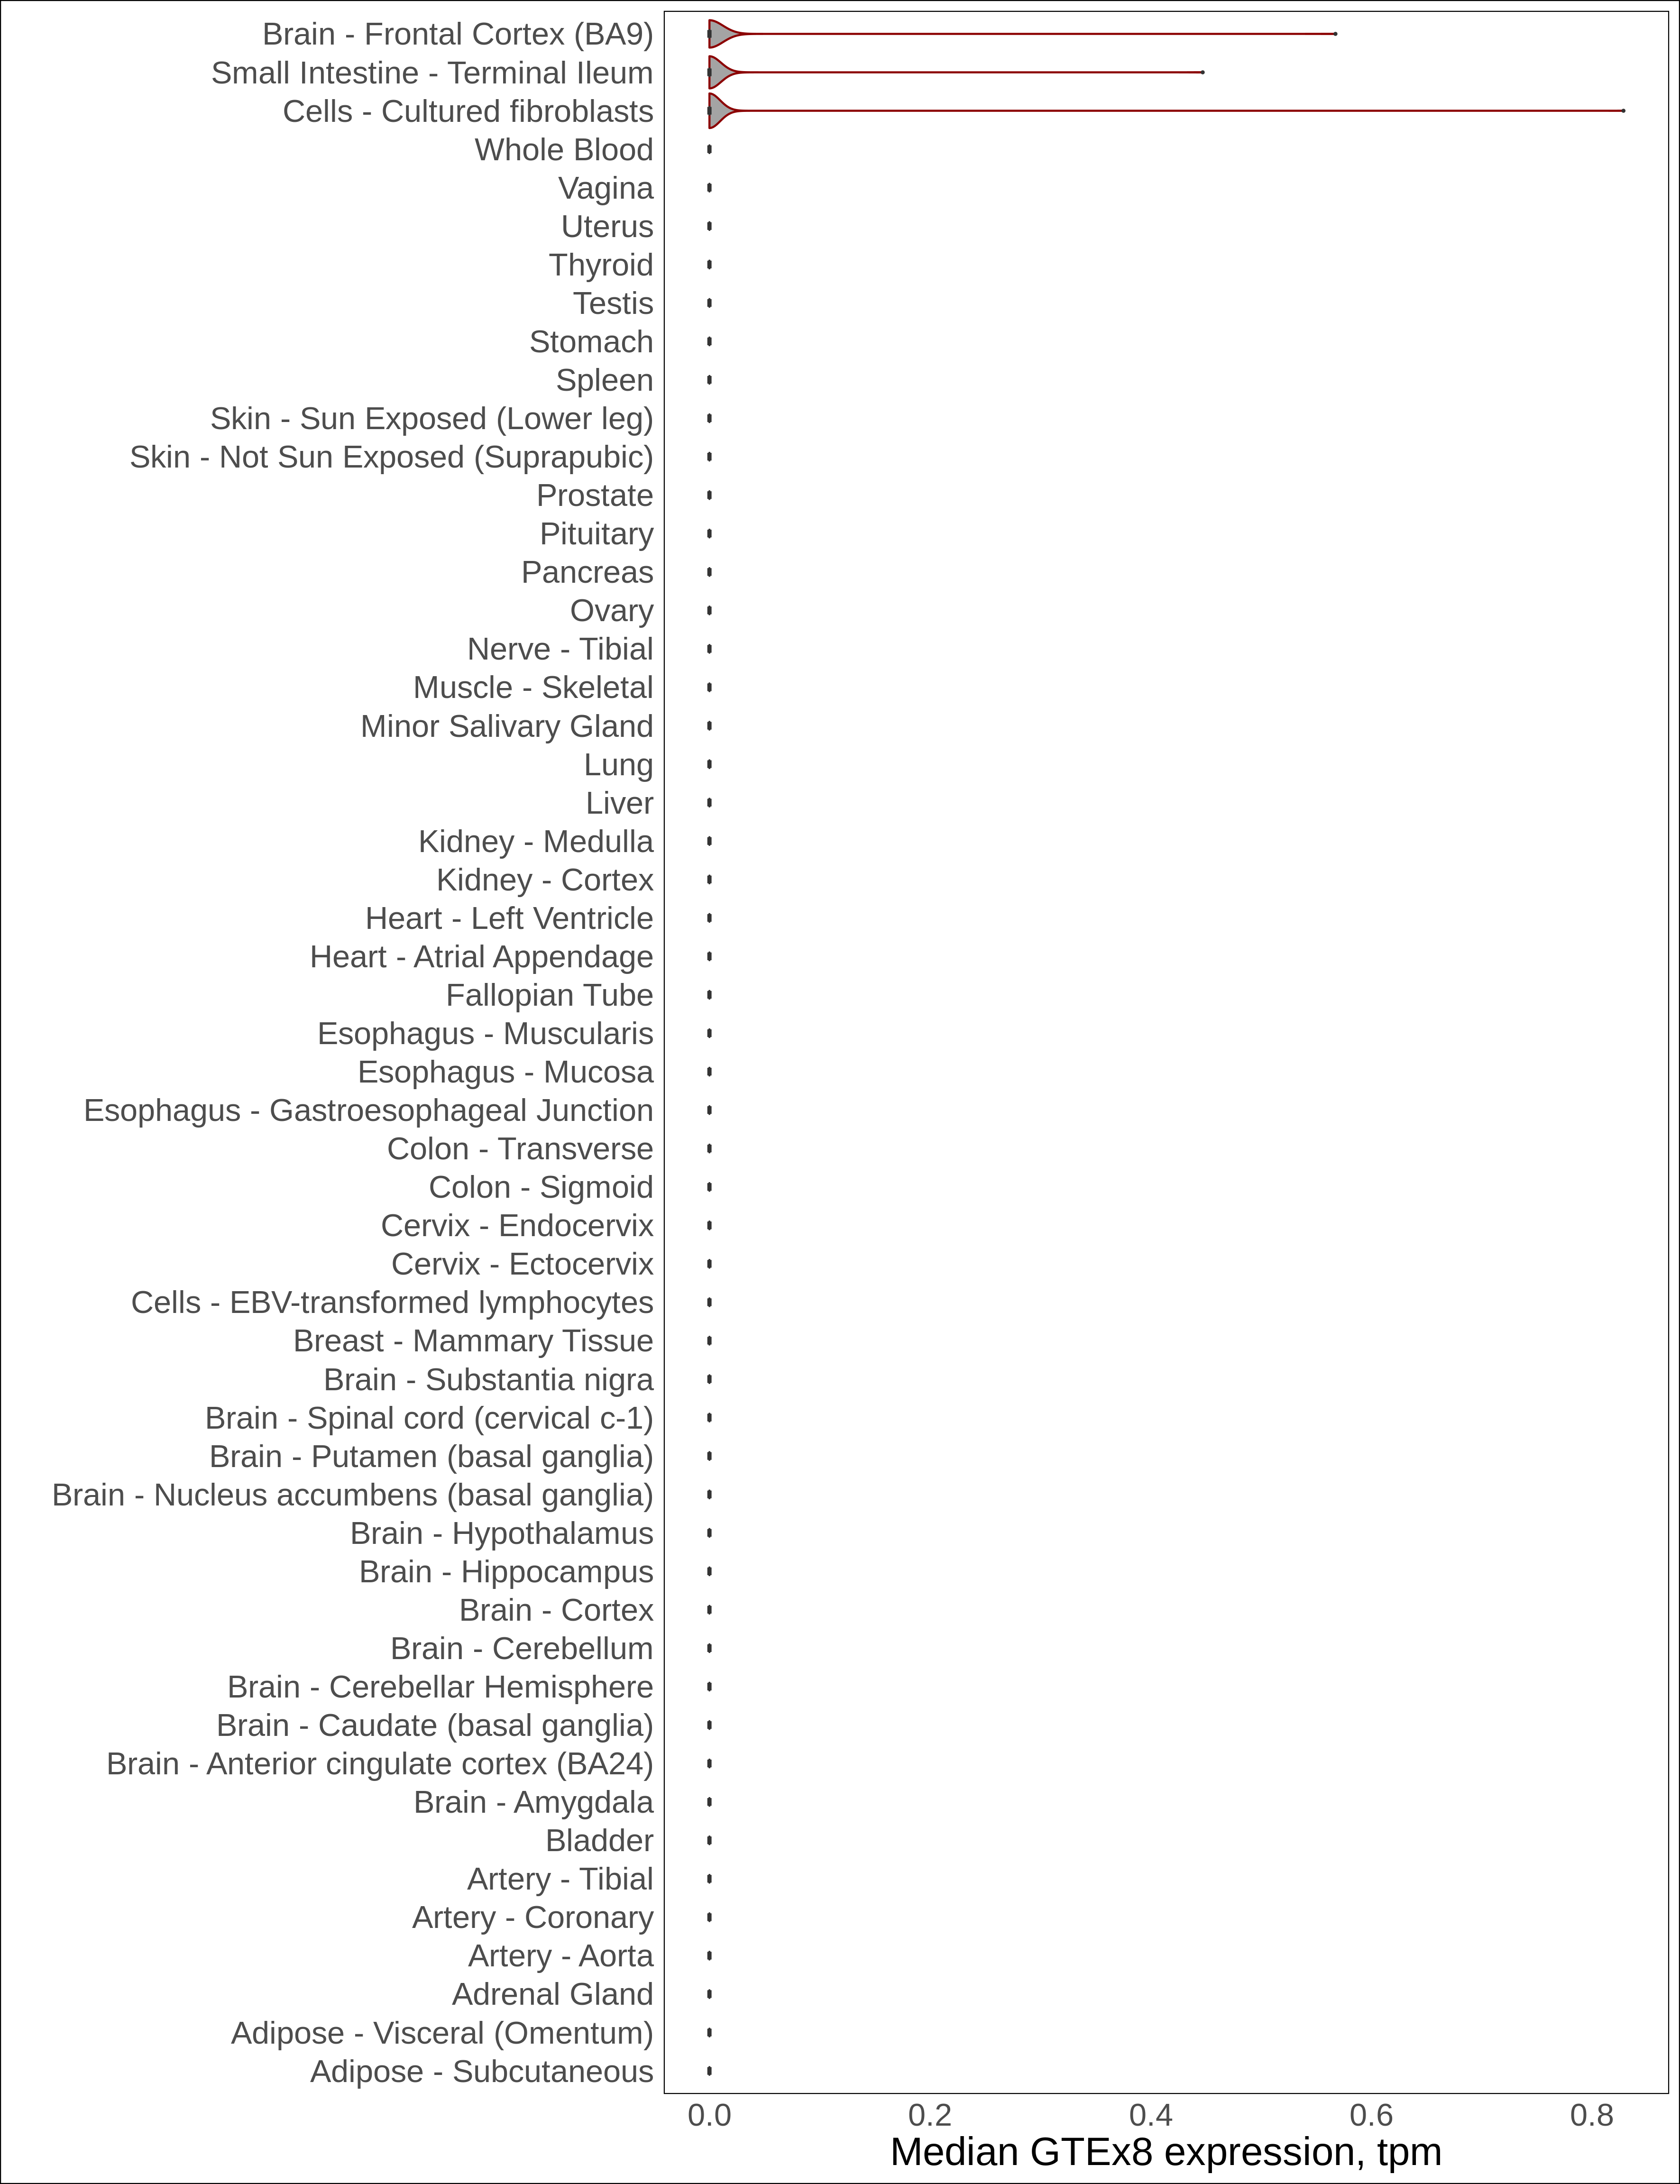 Brain - Frontal Cortex (BA9)
Small Intestine - Terminal Ileum
Cells - Cultured fibroblasts
Whole Blood
Vagina
Uterus
Thyroid
Testis
Stomach
Spleen
Skin - Sun Exposed (Lower leg)
Skin - Not Sun Exposed (Suprapubic)
Prostate
Pituitary
Pancreas
Ovary
Nerve - Tibial
Muscle - Skeletal
Minor Salivary Gland
Lung
Liver
Kidney - Medulla
Kidney - Cortex
Heart - Left Ventricle
Heart - Atrial Appendage
Fallopian Tube
Esophagus - Muscularis
Esophagus - Mucosa
Esophagus - Gastroesophageal Junction
Colon - Transverse
Colon - Sigmoid
Cervix - Endocervix
Cervix - Ectocervix
Cells - EBV-transformed lymphocytes
Breast - Mammary Tissue
Brain - Substantia nigra
Brain - Spinal cord (cervical c-1)
Brain - Putamen (basal ganglia)
Brain - Nucleus accumbens (basal ganglia)
Brain - Hypothalamus
Brain - Hippocampus
Brain - Cortex
Brain - Cerebellum
Brain - Cerebellar Hemisphere
Brain - Caudate (basal ganglia)
Brain - Anterior cingulate cortex (BA24)
Brain - Amygdala
Bladder
Artery - Tibial
Artery - Coronary
Artery - Aorta
Adrenal Gland
Adipose - Visceral (Omentum)
Adipose - Subcutaneous
0.0 0.2 0.4 0.6 0.8
Median GTEx8 expression, tpm